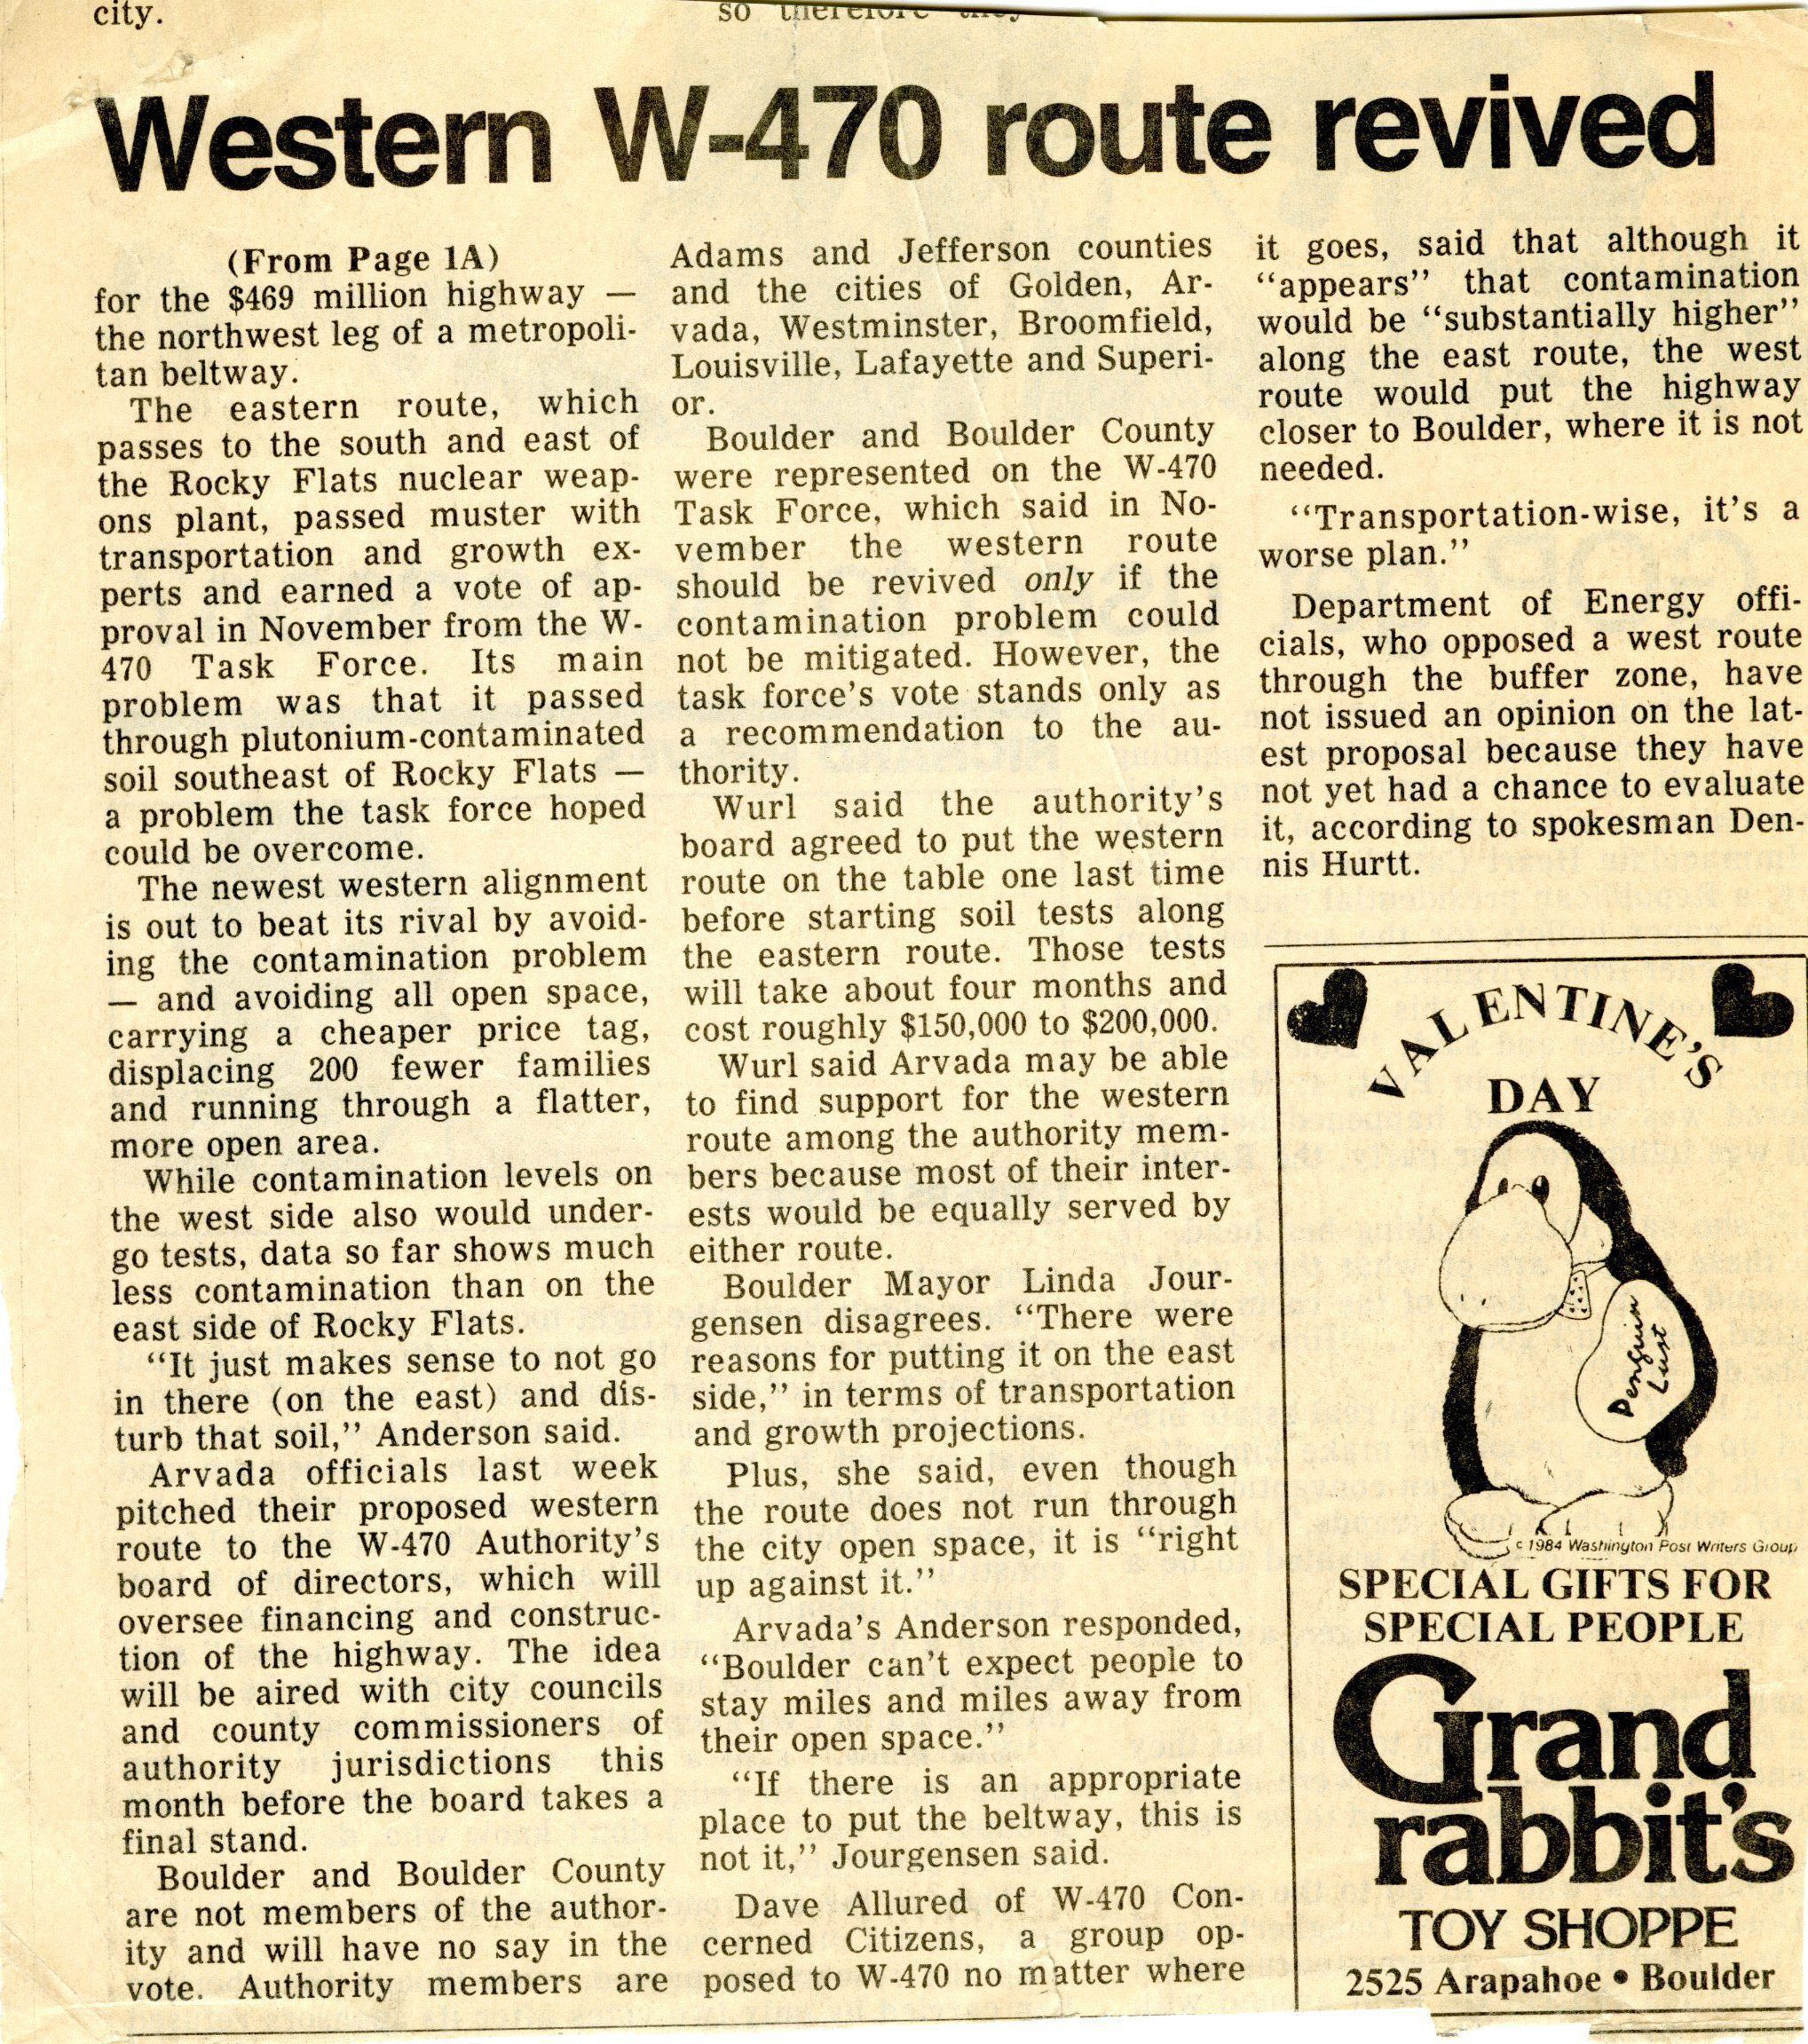 city.
so therefore they
Western W-470 route revived
(From Page 1A)
for the $469 million highway —
the northwest leg of a metropoli-
tan beltway.
The eastern route, which
passes to the south and east of
the Rocky Flats nuclear weap-
ons plant, passed muster with
transportation and growth ex-
perts and earned a vote of ap-
proval in November from the W-
470 Task Force. Its main
problem was that it passed
through plutonium-contaminated
soil southeast of Rocky Flats —
a problem the task force hoped
could be overcome.
The newest western alignment
is out to beat its rival by avoid-
ing the contamination problem
— and avoiding all open space,
carrying a cheaper price tag,
displacing 200 fewer families
and running through a flatter,
more open area.
While contamination levels on
the west side also would under-
go tests, data so far shows much
less contamination than on the
east side of Rocky Flats.
“It just makes sense to not go
in there (on the east) and dis-
turb that soil,” Anderson said.
Arvada officials last week
pitched their proposed western
route to the W-470 Authority’s
board of directors, which will
oversee financing and construc-
tion of the highway. The idea
will be aired with city councils
and county commissioners of
authority jurisdictions this
month before the board takes a
final stand.
Boulder and Boulder County
are not members of the author-
ity and will have no say in the
vote. Authority members are
Adams and Jefferson counties
and the cities of Golden, Ar-
vada, Westminster, Broomfield,
Louisville, Lafayette and Superi-
or.
Boulder and Boulder County
were represented on the W-470
Task Force, which said in No-
vember the western route
should be revived only if the
contamination problem could
not be mitigated. However, the
task force’s vote stands only as
a recommendation to the au-
thority.
Wurl said the authority’s
board agreed to put the western
route on the table one last time
before starting soil tests along
the eastern route. Those tests
will take about four months and
cost roughly $150,000 to $200,000.
Wurl said Arvada may be able
to find support for the western
route among the authority mem-
bers because most of their inter-
ests would be equally served by
either route.
Boulder Mayor Linda Jour-
gensen disagrees. “There were
reasons for putting it on the east
side,” in terms of transportation
and growth projections.
Plus, she said, even though
the route does not run through
the city open space, it is “right
up against it.”
Arvada’s Anderson responded,
“Boulder can’t expect people to
stay miles and miles away from
their open space.”
“If there is an appropriate
place to put the beltway, this is
not it,” Jourgensen said.
Dave Allured of W-470 Con-
cerned Citizens, a group op-
posed to W-470 no matter where
it goes, said that although it
“appears” that contamination
would be “substantially higher”
along the east route, the west
route would put the highway
closer to Boulder, where it is not
needed.
“Transportation-wise, it’s a
worse plan.”
Department of Energy offi-
cials, who opposed a west route
through the buffer zone, have
not issued an opinion on the lat-
est proposal because they have
not yet had a chance to evaluate
it, according to spokesman Den-
nis Hurtt.
VALENTINE’S
DAY
Penguin
Lust
c 1984 Washington Post Writers Group
SPECIAL GIFTS FOR
SPECIAL PEOPLE
Grand
rabbit’s
TOY SHOPPE
2525 Arapahoe • Boulder